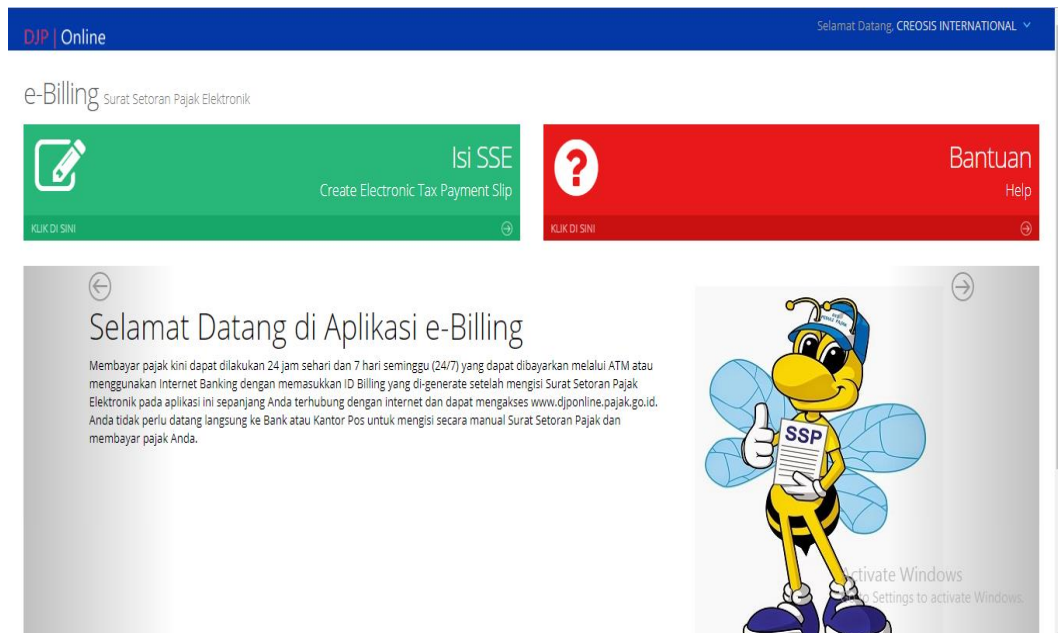 DJP | Online
Selamat Datang, CREOSIS INTERNATIONAL
e-Billing Surat Setoran Pajak Elektronik
Isi SSE
Create Electronic Tax Payment Slip
KLIK DI SINI
Bantuan
Help
KLIK DI SINI
Selamat Datang di Aplikasi e-Billing
Membayar pajak kini dapat dilakukan 24 jam sehari dan 7 hari seminggu (24/7) yang dapat dibayarkan melalui ATM atau
menggunakan Internet Banking dengan memasukkan ID Billing yang di-generate setelah mengisi Surat Setoran Pajak
Elektronik pada aplikasi ini sepanjang Anda terhubung dengan internet dan dapat mengakses www.djponline.pajak.go.id.
Anda tidak perlu datang langsung ke Bank atau Kantor Pos untuk mengisi secara manual Surat Setoran Pajak dan
membayar pajak Anda.
SSP
Activate Windows
to Settings to activate Windows.